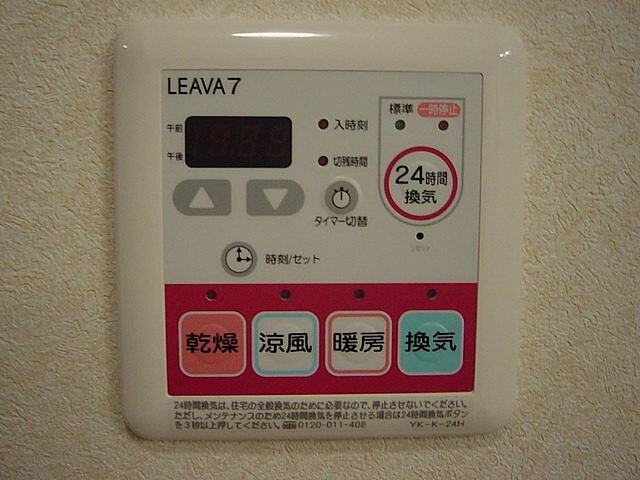 LEAVA7
標準 一時停止
午前
入時刻
午後
切残時間
24時間
換気
タイマー切替
リセット
時刻/セット
乾燥 涼風 暖房 換気
24時間換気は、住宅の全般換気のために必要なので、停止させないでください。
ただし、メンテナンスのため24時間換気を停止させる場合は24時間換気ボタン
を3秒以上押してください。 0120-011-408 YK-K-24H